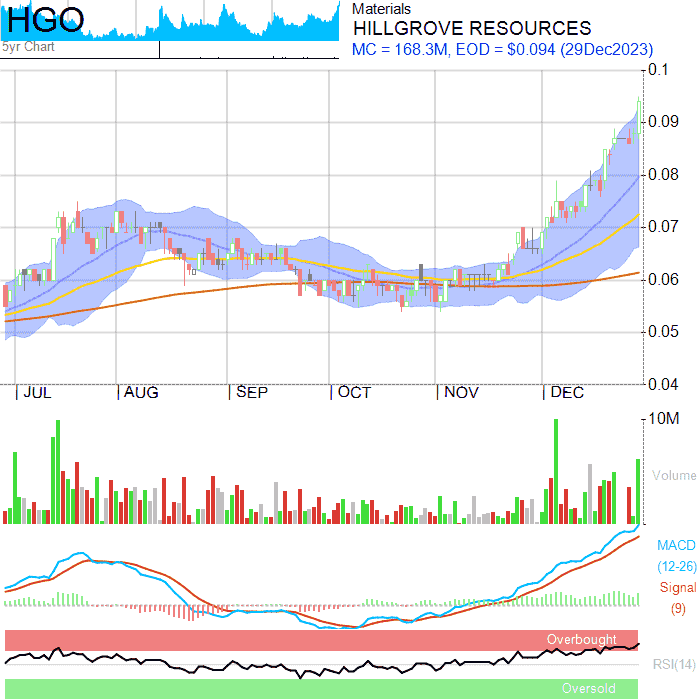 HGO
5yr Chart
Materials
HILLGROVE RESOURCES
MC = 168.3M, EOD = $0.094 (29Dec2023)
0.1
0.09
0.08
0.07
0.06
0.05
0.04
JUL AUG SEP OCT NOV DEC
10M
Volume
MACD
(12-26)
Signal
(9)
Overbought
RSI(14)
Oversold